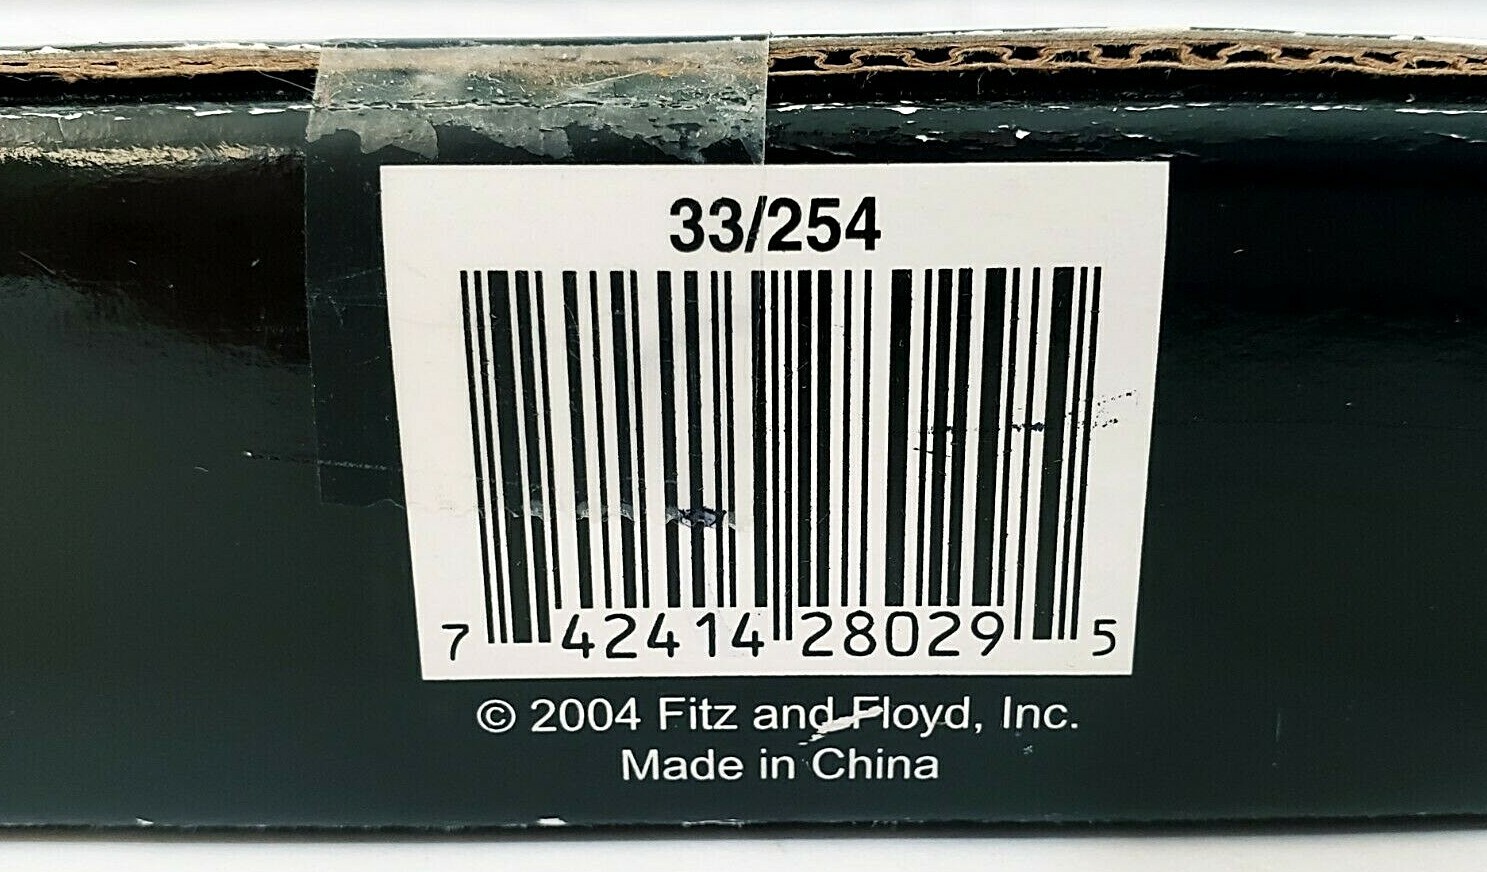 33/254
7 42414 28029 5
© 2004 Fitz and Floyd, Inc.
Made in China